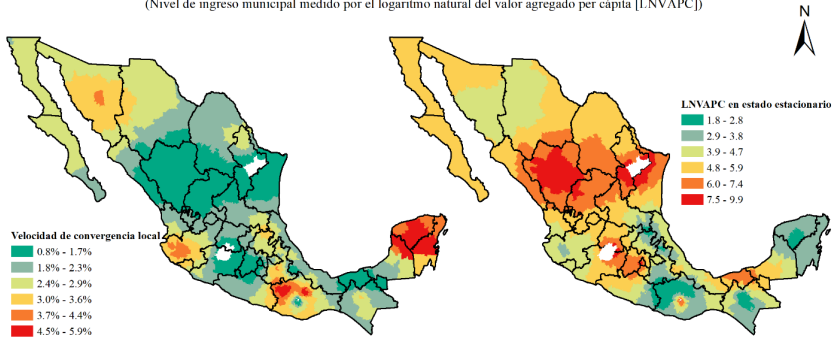 (Nivel de ingreso municipal medido por el logaritmo natural del valor agregado per cápita [LNVAPC])
N
LNVAPC en estado estacionario
1.8 - 2.8
2.9 - 3.8
3.9 - 4.7
4.8 - 5.9
6.0 - 7.4
7.5 - 9.9
Velocidad de convergencia local
0.8% - 1.7%
1.8% - 2.3%
2.4% - 2.9%
3.0% - 3.6%
3.7% - 4.4%
4.5% - 5.9%